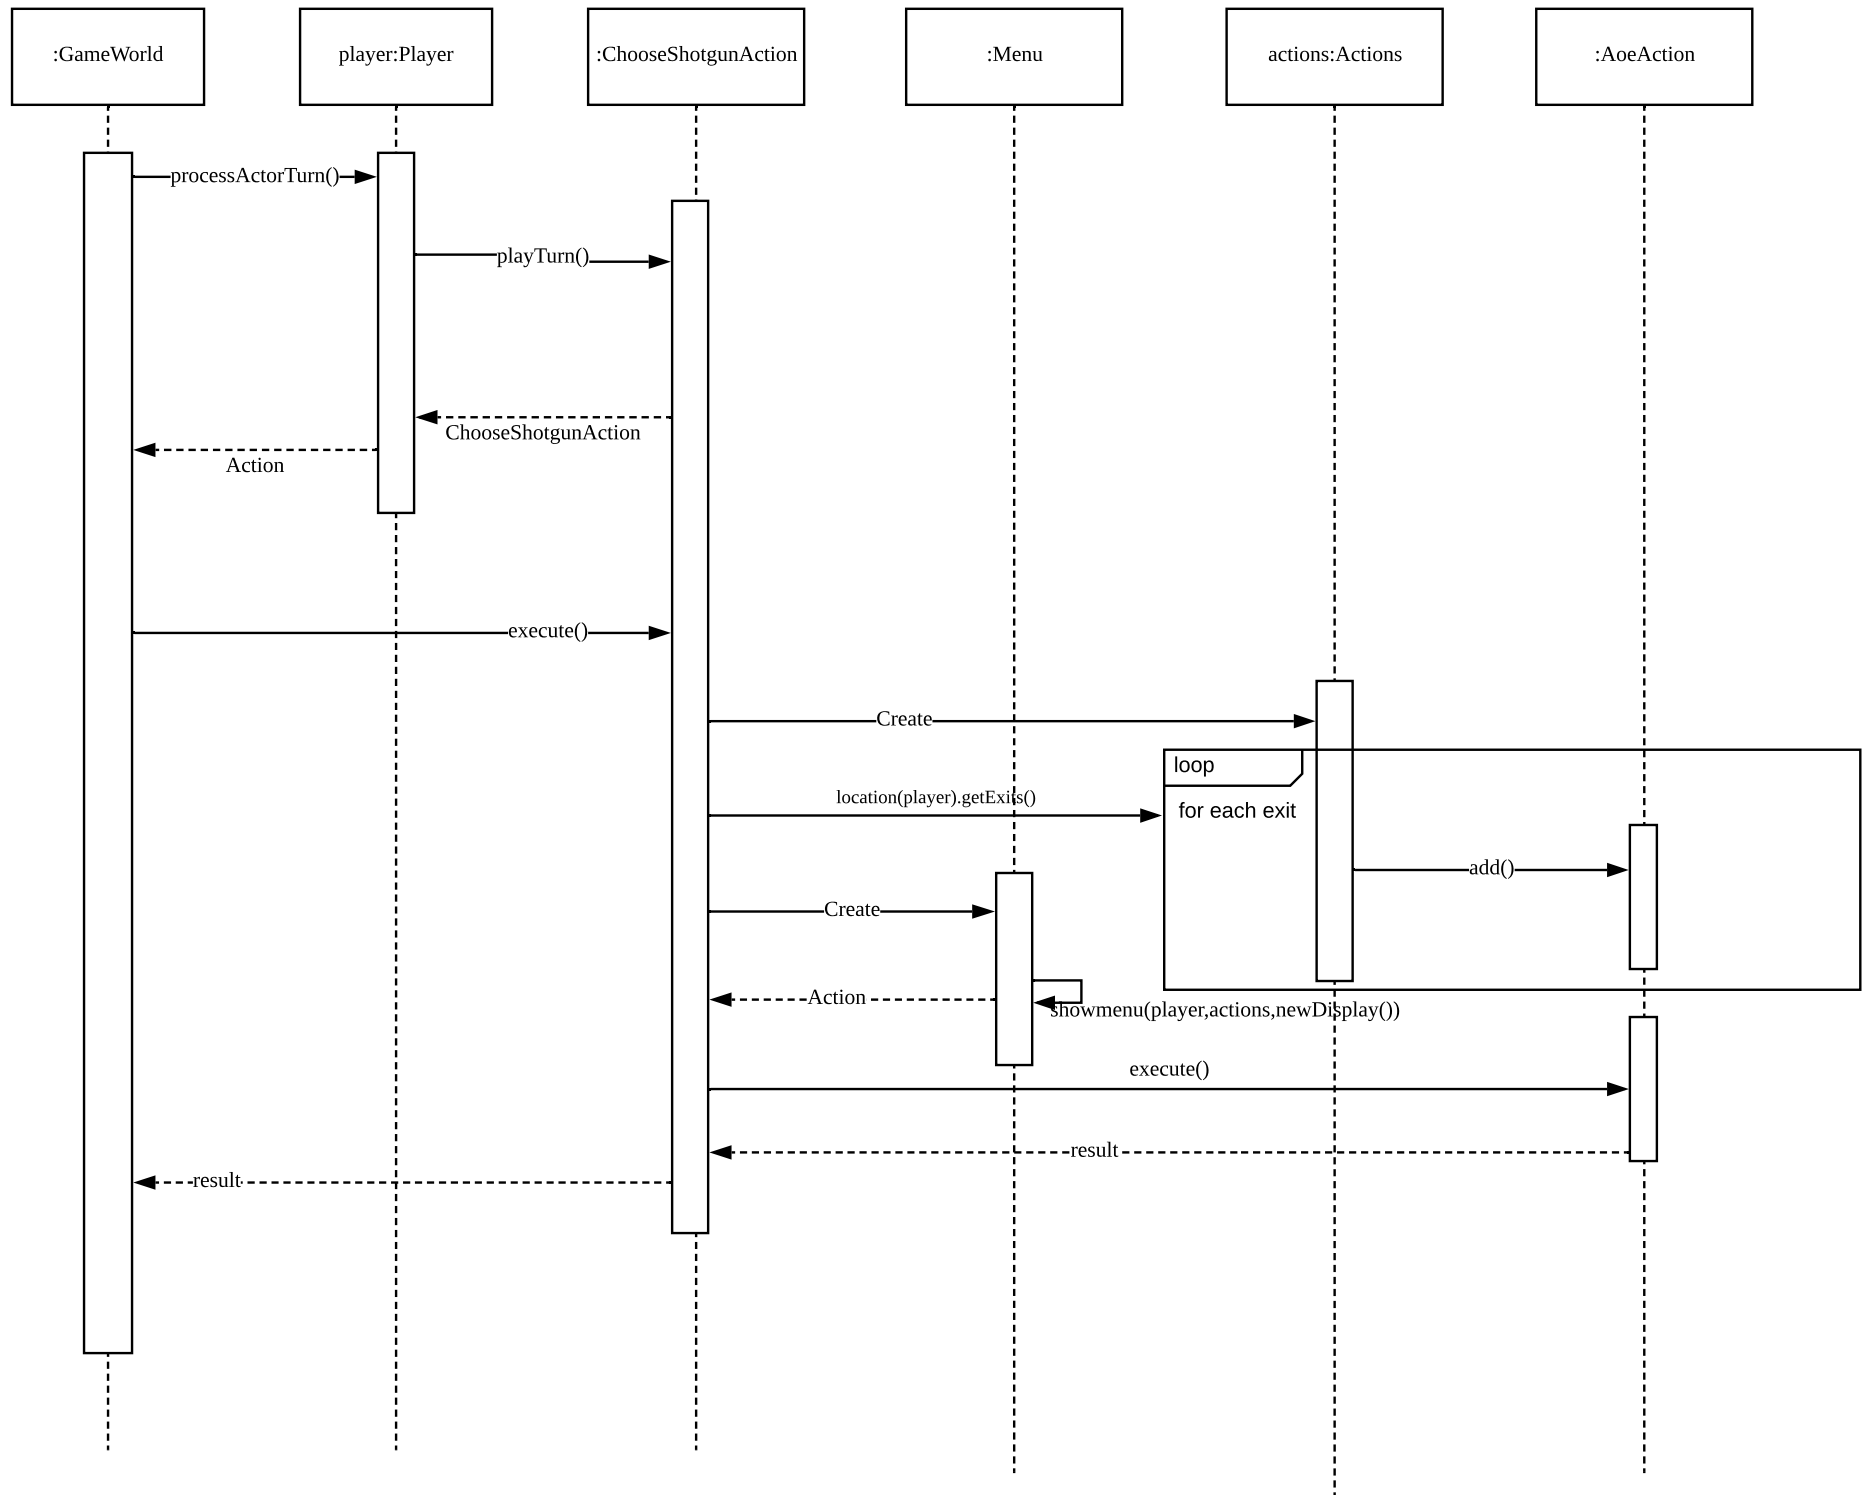 :GameWorld
player:Player
:ChooseShotgunAction
:Menu
actions:Actions
:AoeAction
processActorTurn()
playTurn()
ChooseShotgunAction
Action
execute()
Create
loop
location(player).getExits()
for each exit
add()
Create
Action
showmenu(player,actions,newDisplay())
execute()
result
result